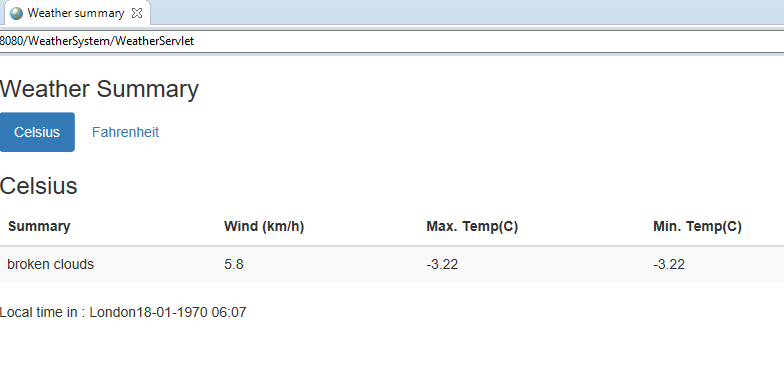 Weather summary
8080/WeatherSystem/WeatherServlet
Weather Summary
Celsius Fahrenheit
Celsius
Summary Wind (km/h) Max. Temp(C) Min. Temp(C)
broken clouds 5.8 -3.22 -3.22
Local time in : London18-01-1970 06:07